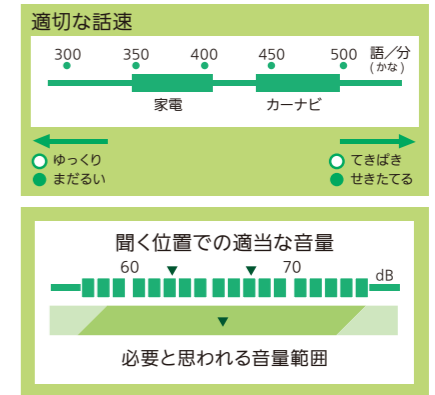 適切な話速
300 350 400 450 500 語／分
(かな)
家電 カーナビ
ゆっくり てきぱき
まだるい せきたてる
聞く位置での適当な音量
60 70 dB
必要と思われる音量範囲